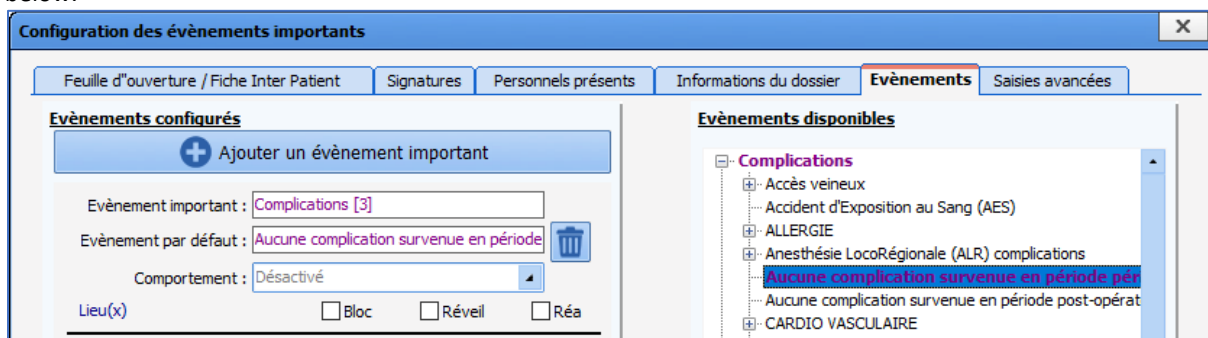 Configuration des évènements importants
Feuille d"ouverture / Fiche Inter Patient
Signatures
Personnels présents
Informations du dossier
Evènements
Saisies avancées
Evènements configurés
Ajouter un évènement important
Evènement important : Complications [3]
Evènement par défaut : Aucune complication survenue en période
Comportement : Désactivé
Lieu(x) Bloc Réveil Réa
Evènements disponibles
Complications
Accès veineux
Accident d'Exposition au Sang (AES)
ALLERGIE
Anesthésie LocoRégionale (ALR) complications
Aucune complication survenue en période pér
Aucune complication survenue en période post-opérat
CARDIO VASCULAIRE